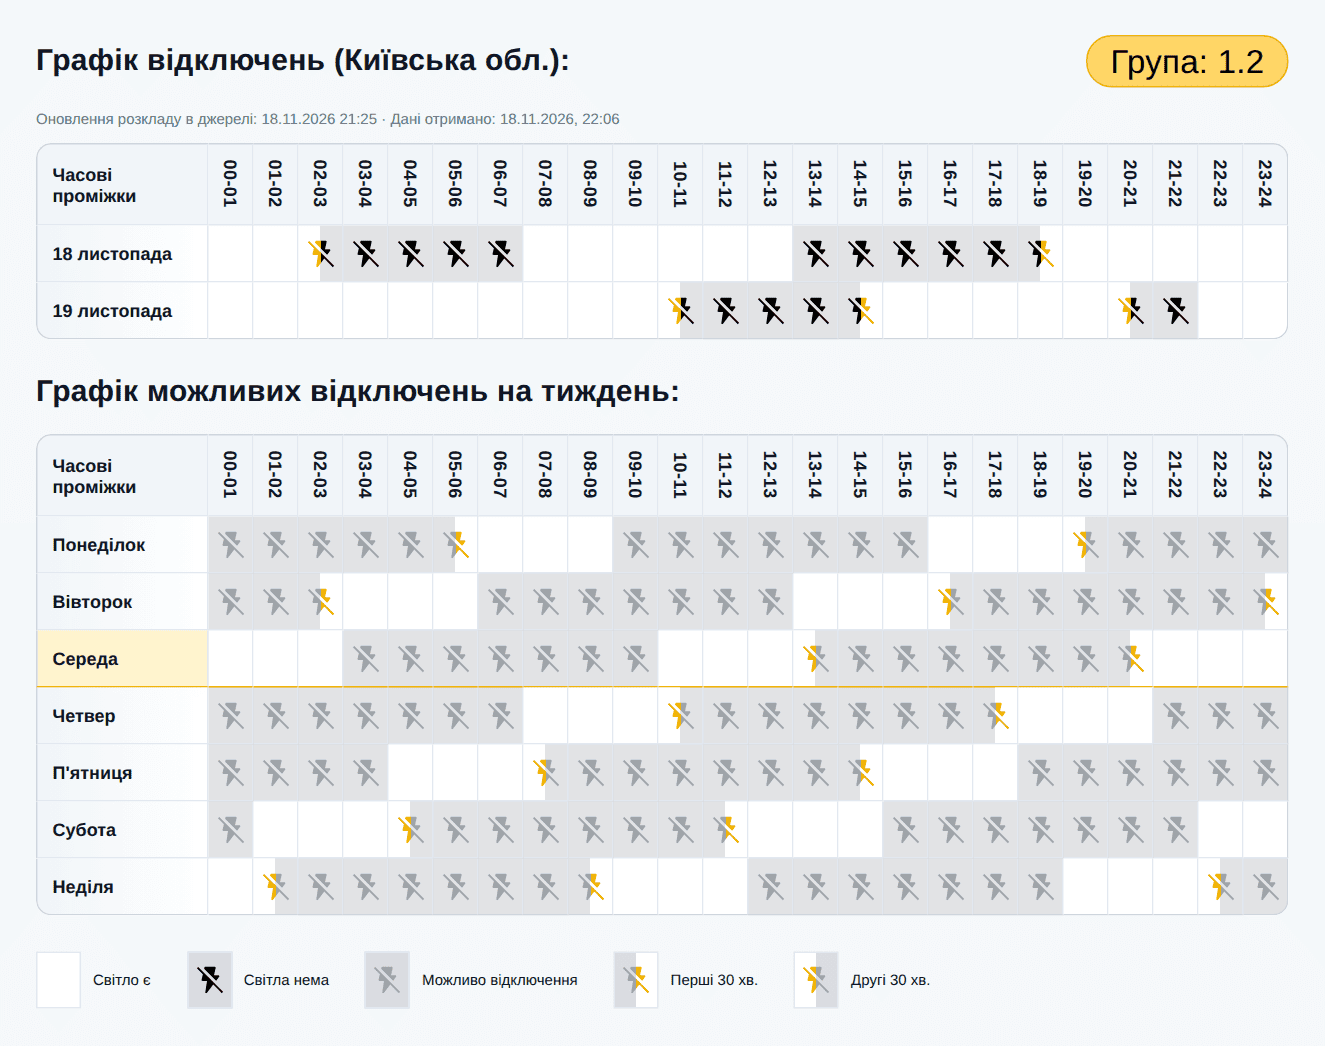 Графік відключень (Київська обл.):
Група: 1.2
Оновлення розкладу в джерелі: 18.11.2026 21:25 · Дані отримано: 18.11.2026, 22:06
Часові проміжки 00-01 01-02 02-03 03-04 04-05 05-06 06-07 07-08 08-09 09-10 10-11 11-12 12-13 13-14 14-15 15-16 16-17 17-18 18-19 19-20 20-21 21-22 22-23 23-24
18 листопада
19 листопада
Графік можливих відключень на тиждень:
Часові проміжки 00-01 01-02 02-03 03-04 04-05 05-06 06-07 07-08 08-09 09-10 10-11 11-12 12-13 13-14 14-15 15-16 16-17 17-18 18-19 19-20 20-21 21-22 22-23 23-24
Понеділок
Вівторок
Середа
Четвер
П'ятниця
Субота
Неділя
Світло є Світла нема Можливо відключення Перші 30 хв. Другі 30 хв.